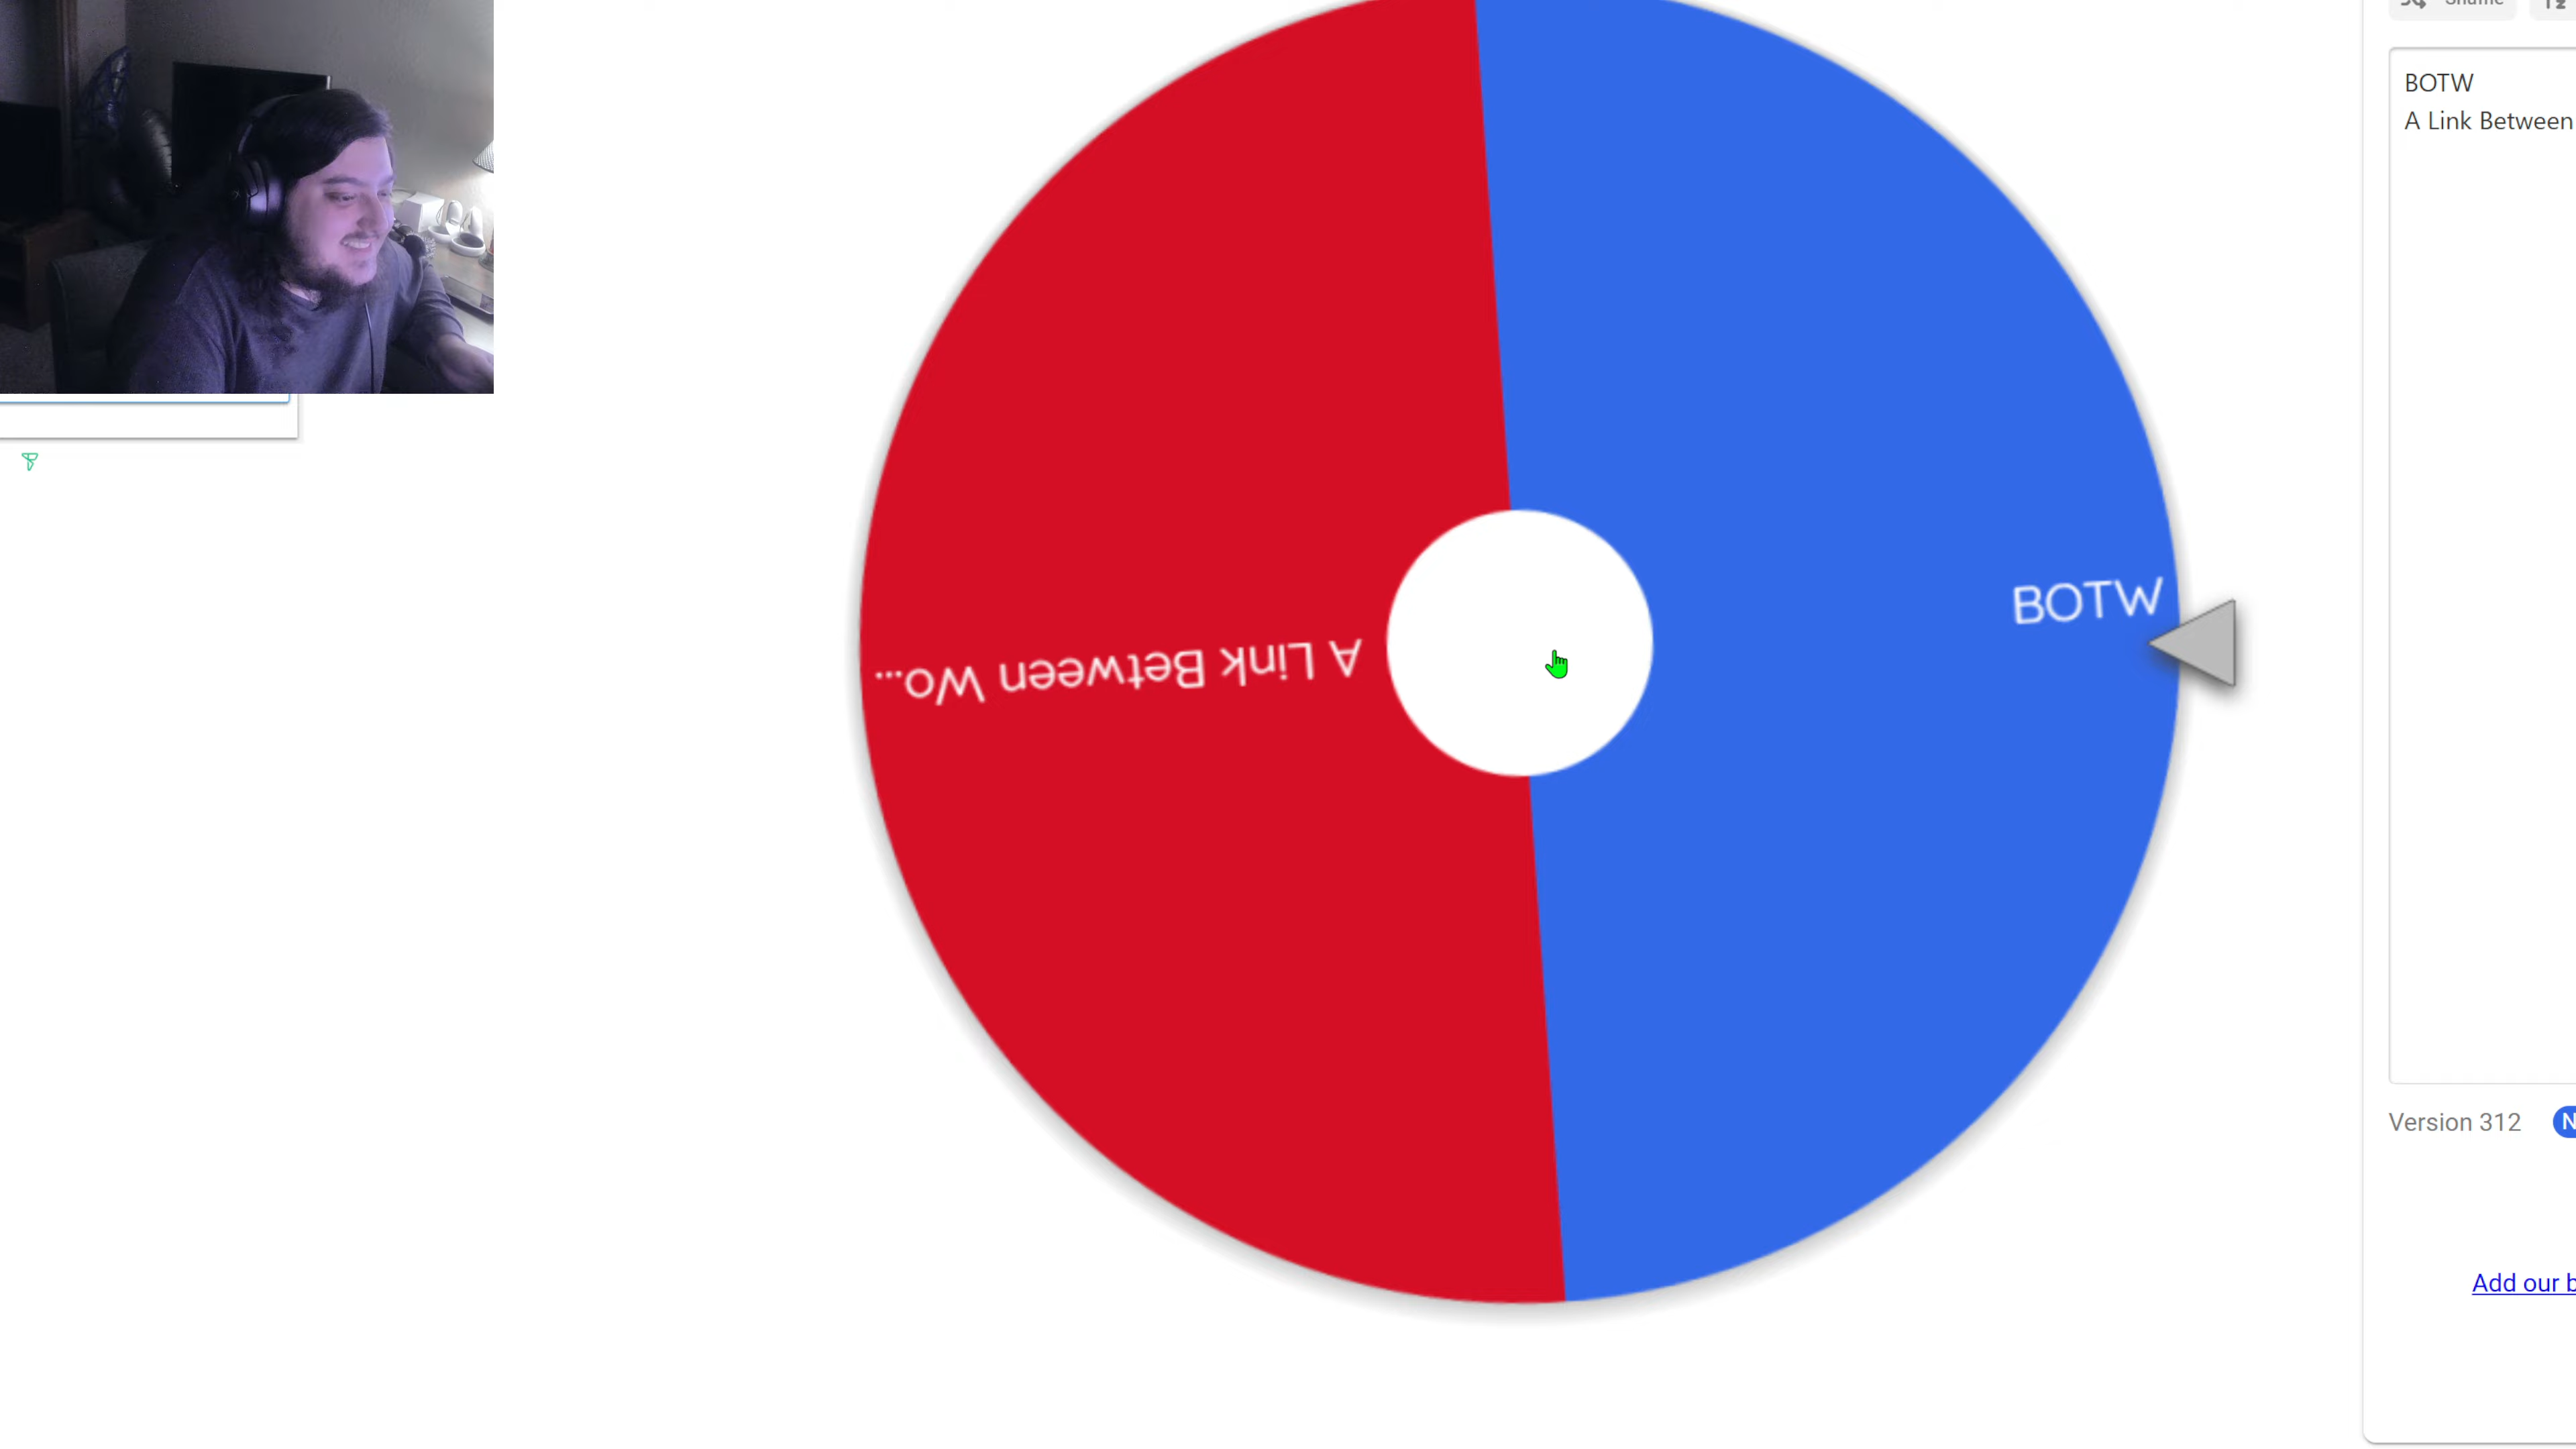 BOTW
A Link Between
BOTW
A Link Between Wo...
Version 312
Add our b